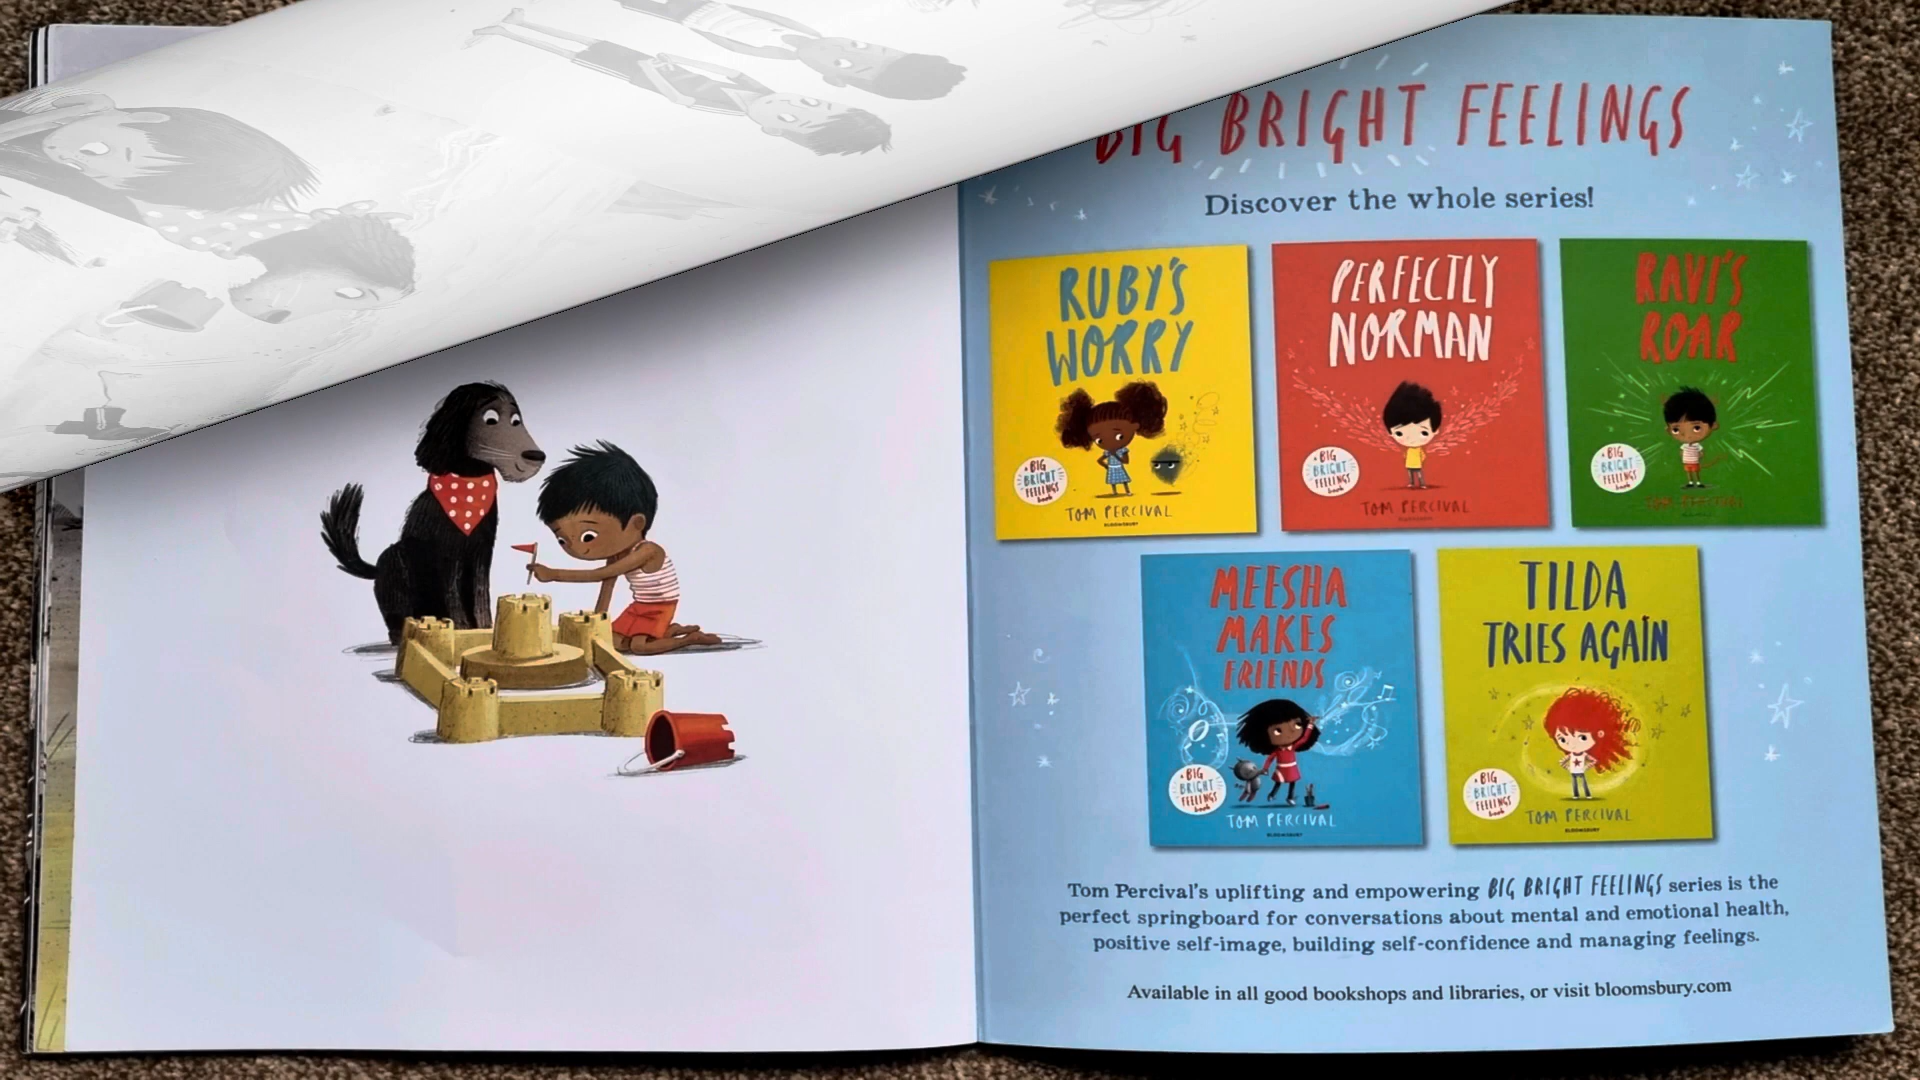 BIG BRIGHT FEELINGS
Discover the whole series!
RUBY'S
WORRY
A BIG
BRIGHT
FEELINGS
book
TOM PERCIVAL
BLOOMSBURY
PERFECTLY
NORMAN
A BIG
BRIGHT
FEELINGS
book
TOM PERCIVAL
RAVI'S
ROAR
A BIG
BRIGHT
FEELINGS
book
TOM PERCIVAL
MEESHA
MAKES
FRIENDS
A BIG
BRIGHT
FEELINGS
book
TOM PERCIVAL
BLOOMSBURY
TILDA
TRIES AGAIN
A BIG
BRIGHT
FEELINGS
book
TOM PERCIVAL
BLOOMSBURY
Tom Percival's uplifting and empowering BIG BRIGHT FEELINGS series is the
perfect springboard for conversations about mental and emotional health,
positive self-image, building self-confidence and managing feelings.
Available in all good bookshops and libraries, or visit bloomsbury.com